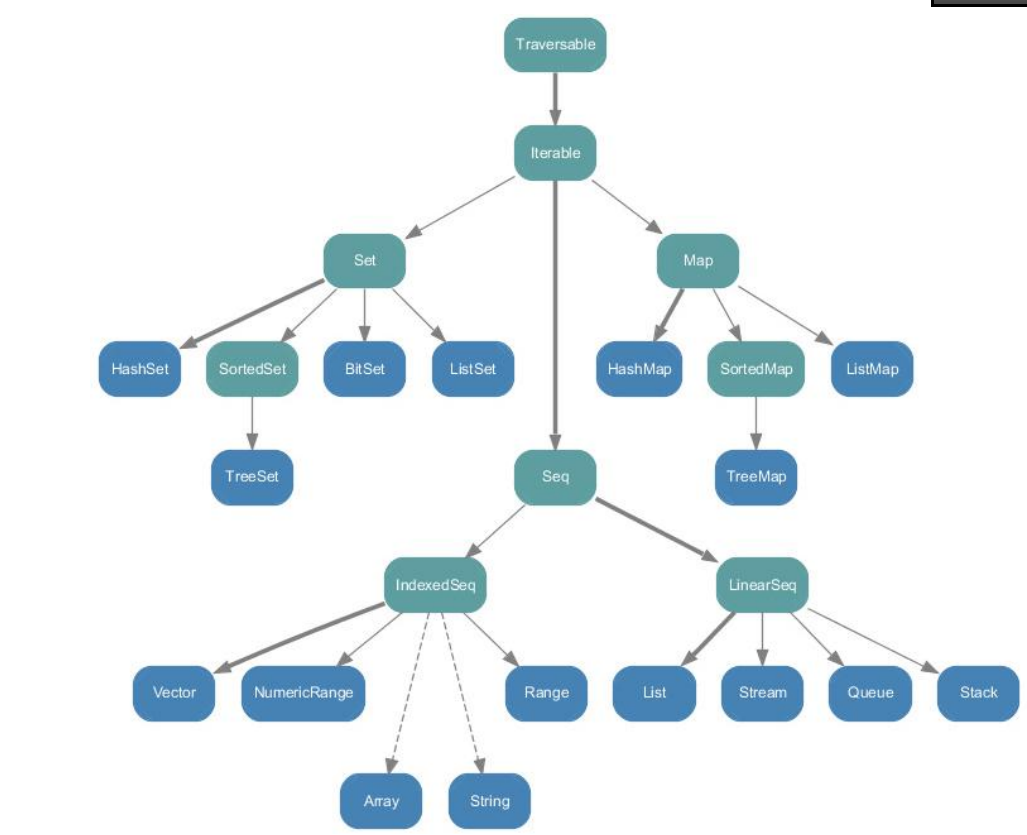 Traversable
Iterable
Set
Map
HashSet
SortedSet
BitSet
ListSet
HashMap
SortedMap
ListMap
TreeSet
Seq
TreeMap
IndexedSeq
LinearSeq
Vector
NumericRange
Range
List
Stream
Queue
Stack
Array
String